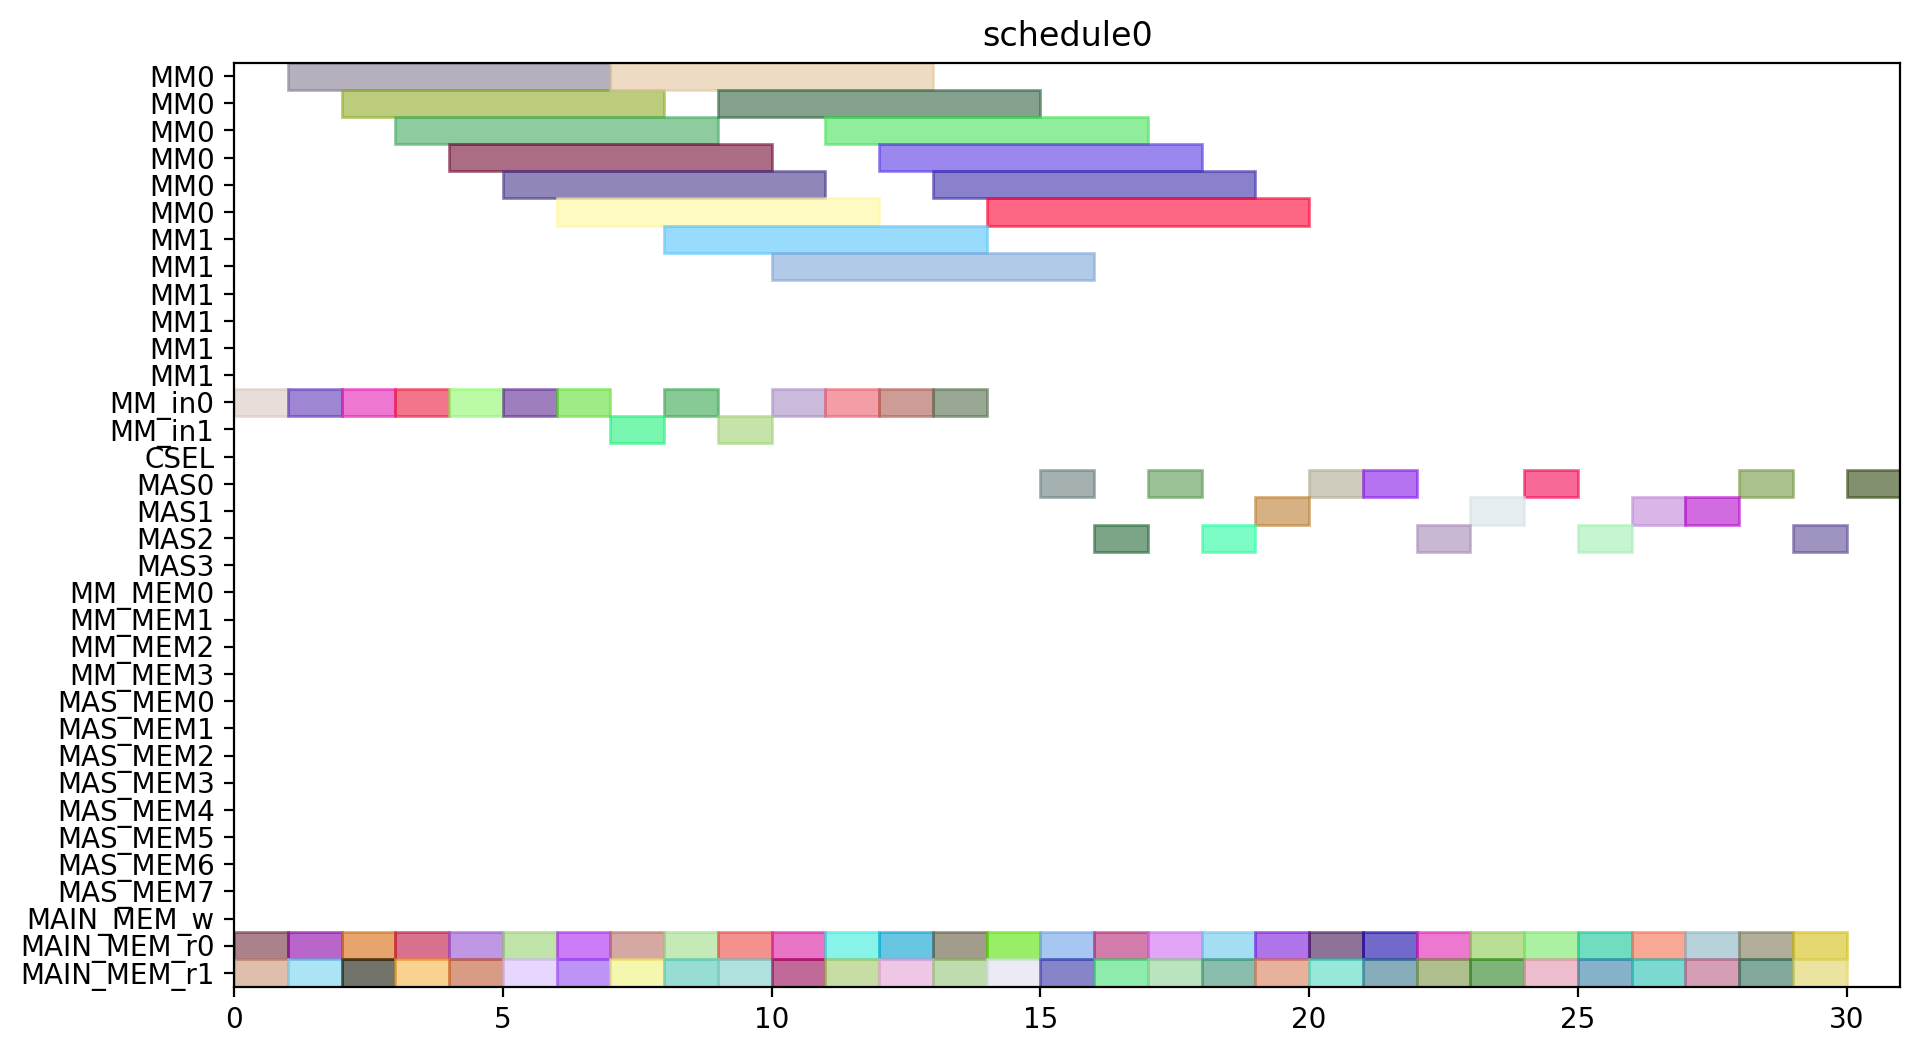 schedule0
MM0
MM0
MM0
MM0
MM0
MM0
MM1
MM1
MM1
MM1
MM1
MM1
MM_in0
MM_in1
CSEL
MAS0
MAS1
MAS2
MAS3
MM_MEM0
MM_MEM1
MM_MEM2
MM_MEM3
MAS_MEM0
MAS_MEM1
MAS_MEM2
MAS_MEM3
MAS_MEM4
MAS_MEM5
MAS_MEM6
MAS_MEM7
MAIN_MEM_w
MAIN_MEM_r0
MAIN_MEM_r1
0 5 10 15 20 25 30